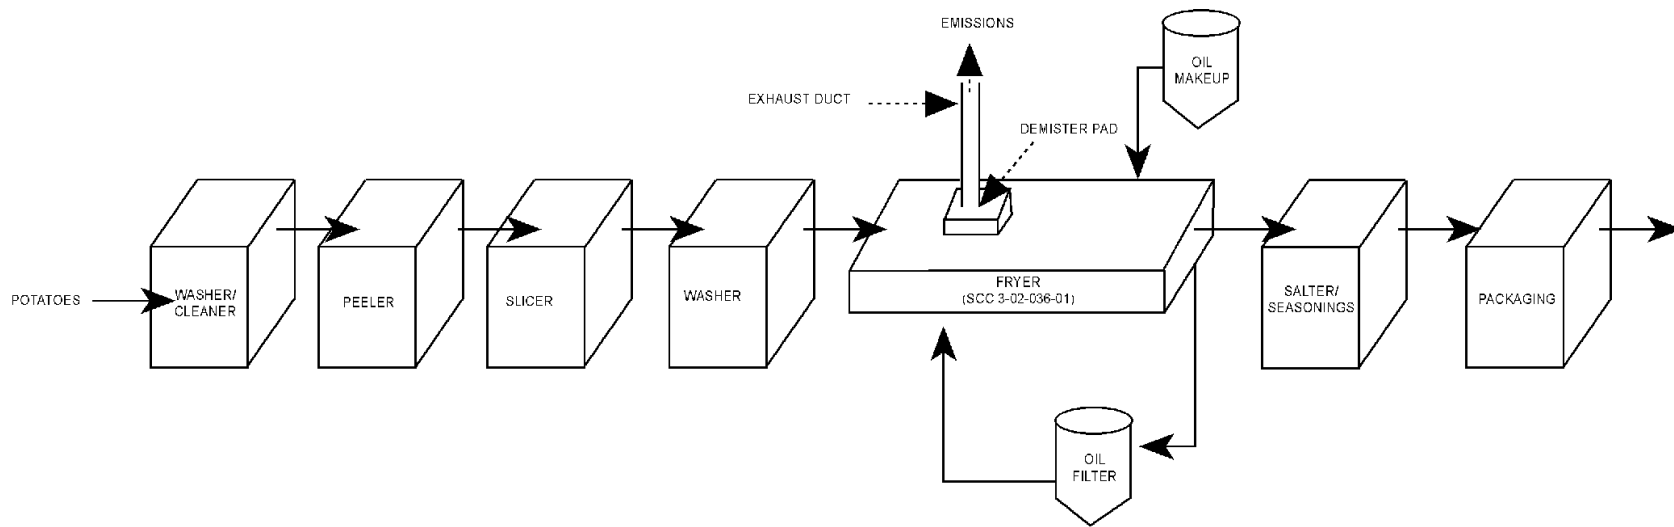 EMISSIONS
OIL
MAKEUP
EXHAUST DUCT
DEMISTER PAD
POTATOES
WASHER/
CLEANER
PEELER
SLICER
WASHER
FRYER
(SCC 3-02-036-01)
SALTER/
SEASONINGS
PACKAGING
OIL
FILTER